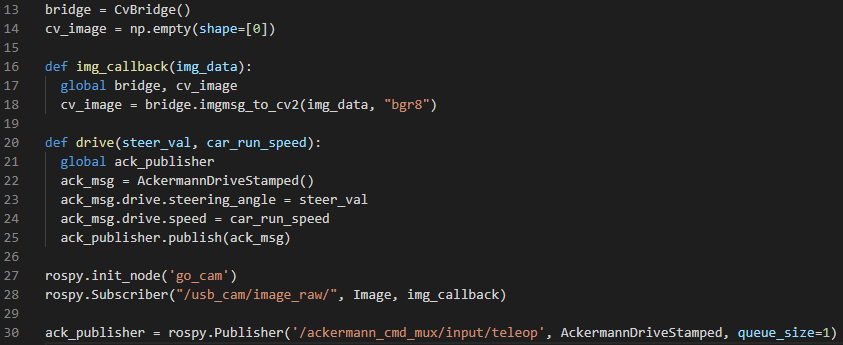 13 bridge = CvBridge()
14 cv_image = np.empty(shape=[0])
15
16 def img_callback(img_data):
17   global bridge, cv_image
18   cv_image = bridge.imgmsg_to_cv2(img_data, "bgr8")
19
20 def drive(steer_val, car_run_speed):
21   global ack_publisher
22   ack_msg = AckermannDriveStamped()
23   ack_msg.drive.steering_angle = steer_val
24   ack_msg.drive.speed = car_run_speed
25   ack_publisher.publish(ack_msg)
26
27 rospy.init_node('go_cam')
28 rospy.Subscriber("/usb_cam/image_raw/", Image, img_callback)
29
30 ack_publisher = rospy.Publisher('/ackermann_cmd_mux/input/teleop', AckermannDriveStamped, queue_size=1)